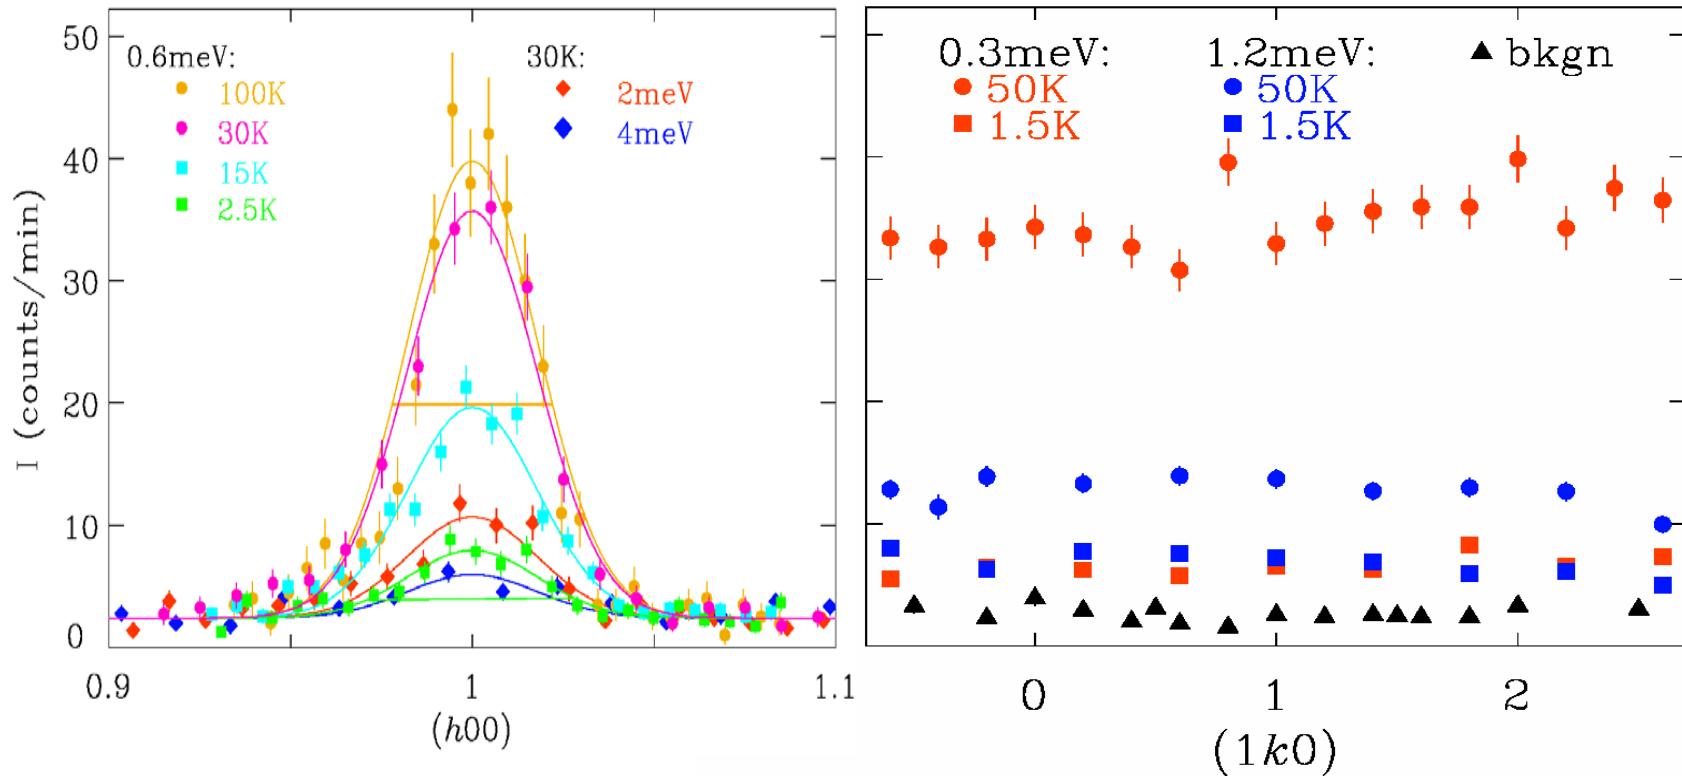 50
40
30
20
10
0
I (counts/min)
0.6meV:
100K
30K
15K
2.5K
30K:
2meV
4meV
0.9
1
1.1
(h00)
0.3meV:
50K
1.5K
1.2meV:
50K
1.5K
bkgn
0
1
2
(1k0)